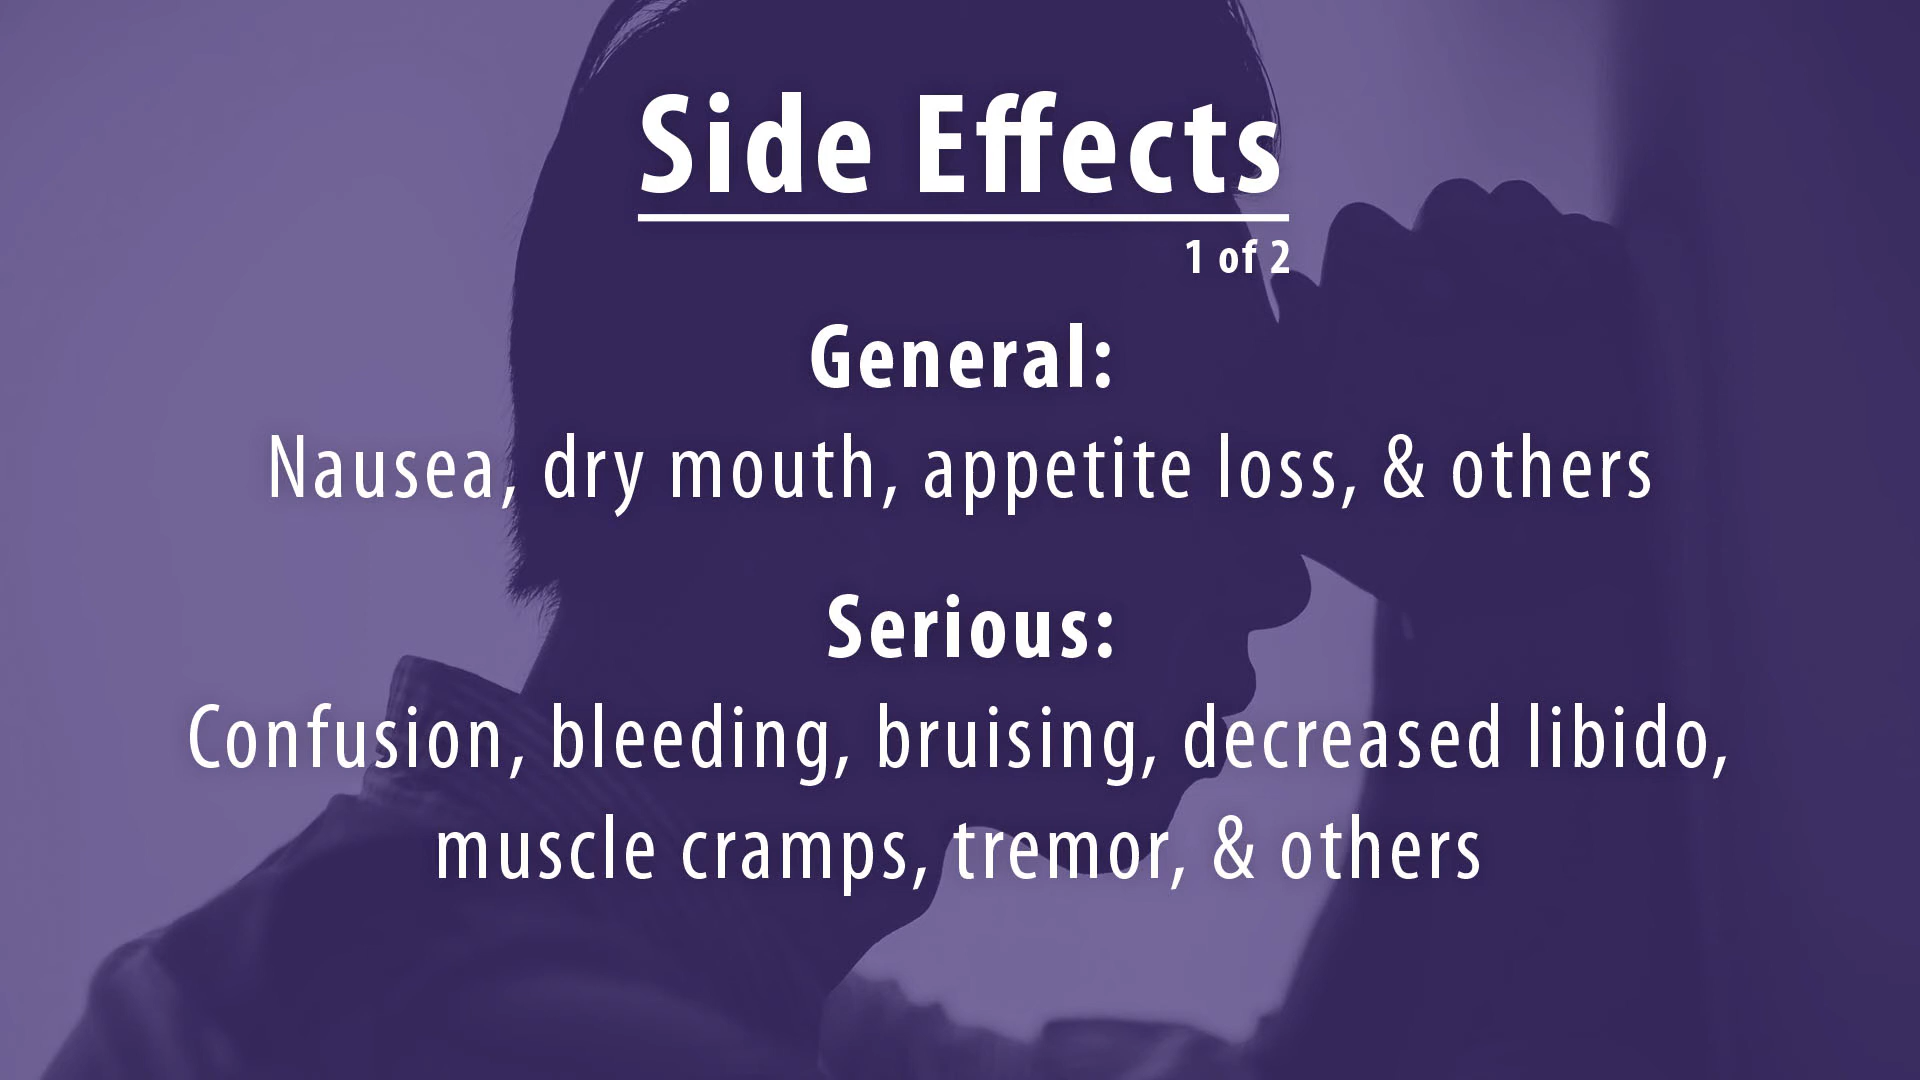 Side Effects
1 of 2
General:
Nausea, dry mouth, appetite loss, & others
Serious:
Confusion, bleeding, bruising, decreased libido,
muscle cramps, tremor, & others